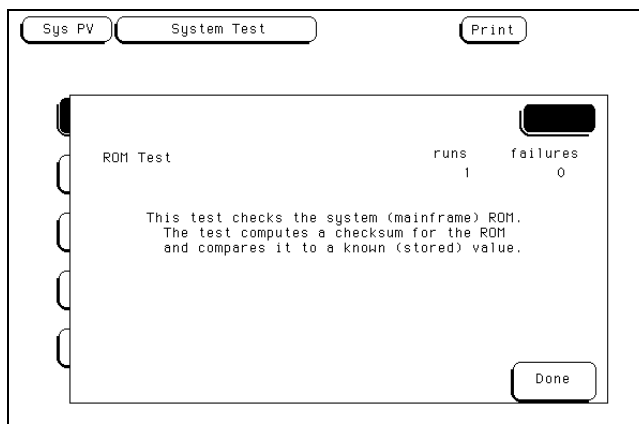 Sys PV System Test Print
ROM Test runs failures
1 0
This test checks the system (mainframe) ROM.
The test computes a checksum for the ROM
and compares it to a known (stored) value.
Done